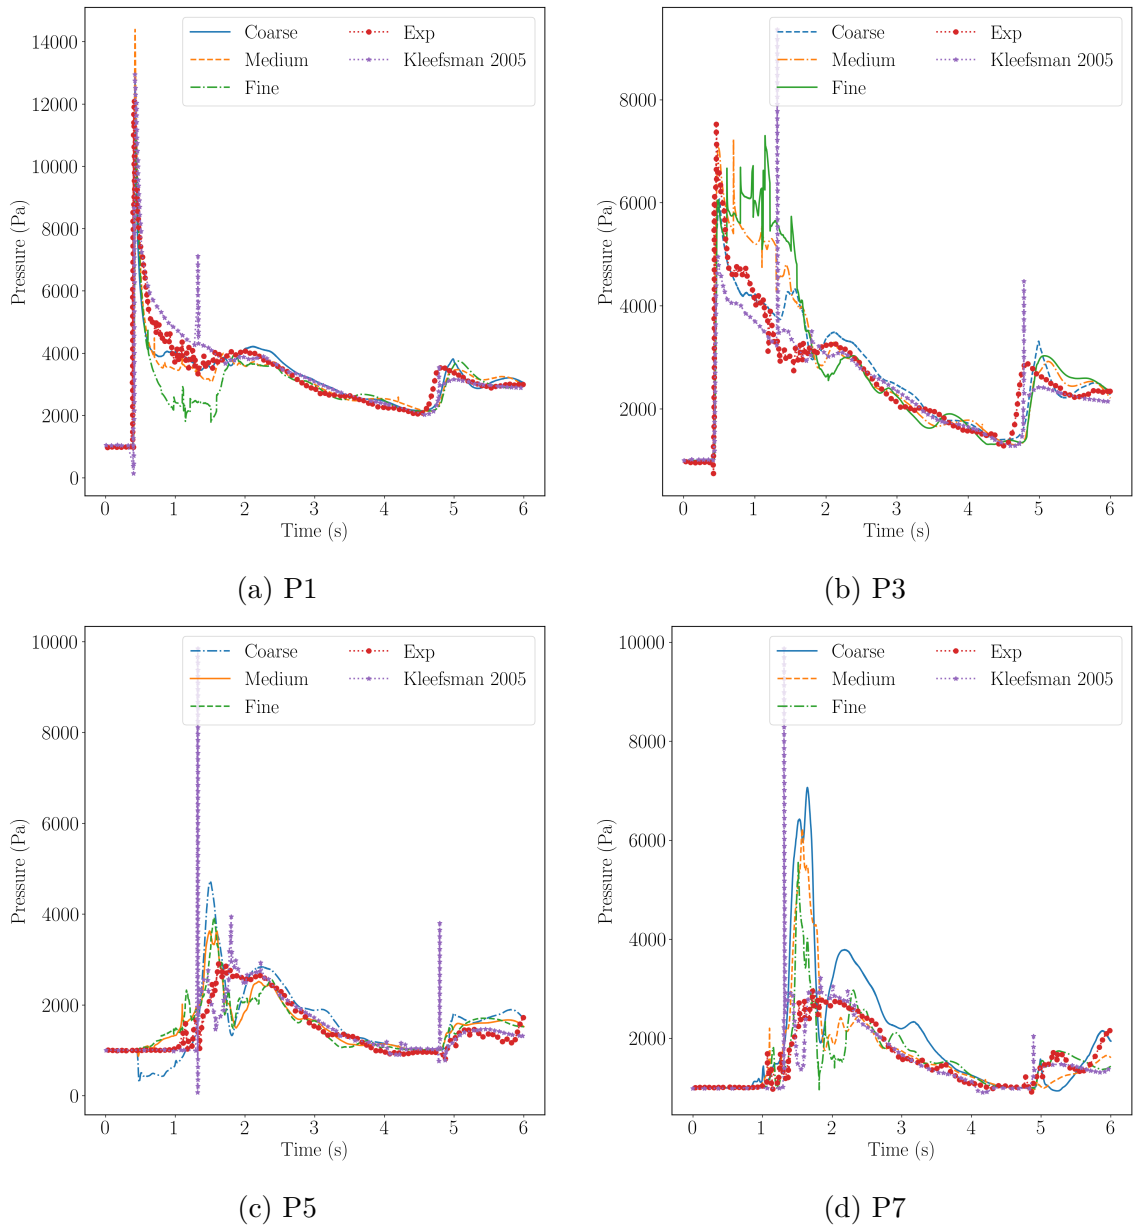 Coarse
Medium
Fine
Exp
Kleefsman 2005
14000
12000
10000
8000
6000
4000
2000
0
Pressure (Pa)
0 1 2 3 4 5 6
Time (s)
(a) P1
Coarse
Medium
Fine
Exp
Kleefsman 2005
8000
6000
4000
2000
Pressure (Pa)
0 1 2 3 4 5 6
Time (s)
(b) P3
Coarse
Medium
Fine
Exp
Kleefsman 2005
10000
8000
6000
4000
2000
0
Pressure (Pa)
0 1 2 3 4 5 6
Time (s)
(c) P5
Coarse
Medium
Fine
Exp
Kleefsman 2005
10000
8000
6000
4000
2000
Pressure (Pa)
0 1 2 3 4 5 6
Time (s)
(d) P7